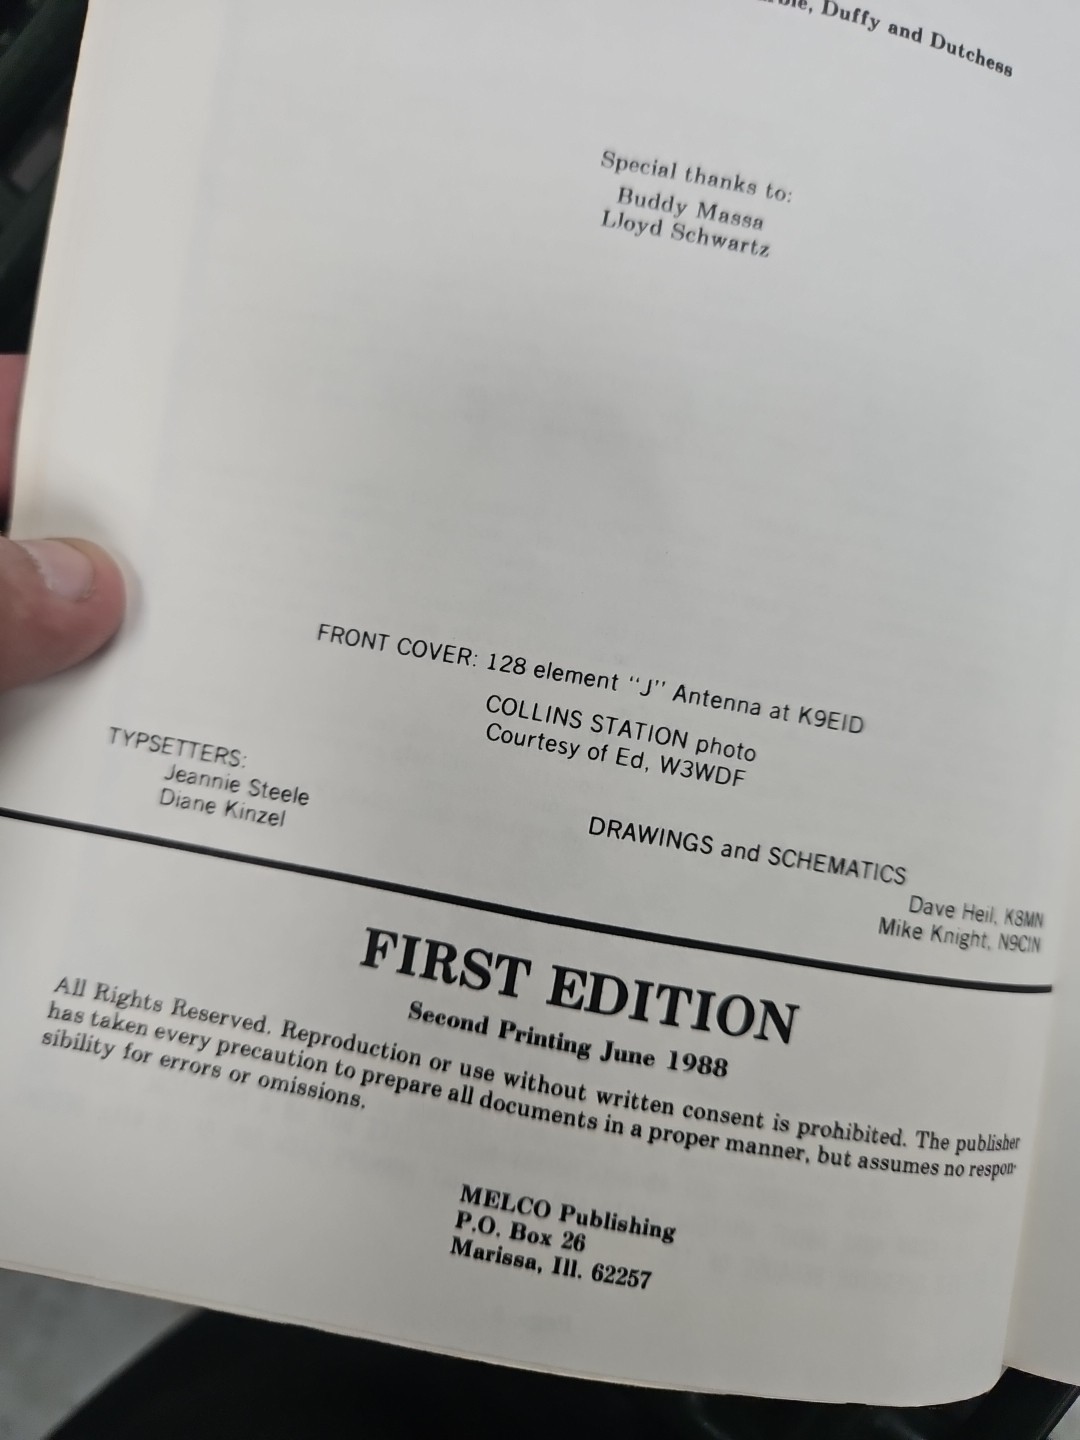 Duffy and Dutchess
Special thanks to:
Buddy Massa
Lloyd Schwartz
FRONT COVER: 128 element "J" Antenna at K9EID
COLLINS STATION photo
Courtesy of Ed, W3WDF
TYPSETTERS:
Jeannie Steele
Diane Kinzel
DRAWINGS and SCHEMATICS
Dave Heil, K8MN
Mike Knight, N9CIN
FIRST EDITION
Second Printing June 1988
All Rights Reserved. Reproduction or use without written consent is prohibited. The publisher
has taken every precaution to prepare all documents in a proper manner, but assumes no respon-
sibility for errors or omissions.
MELCO Publishing
P.O. Box 26
Marissa, Ill. 62257